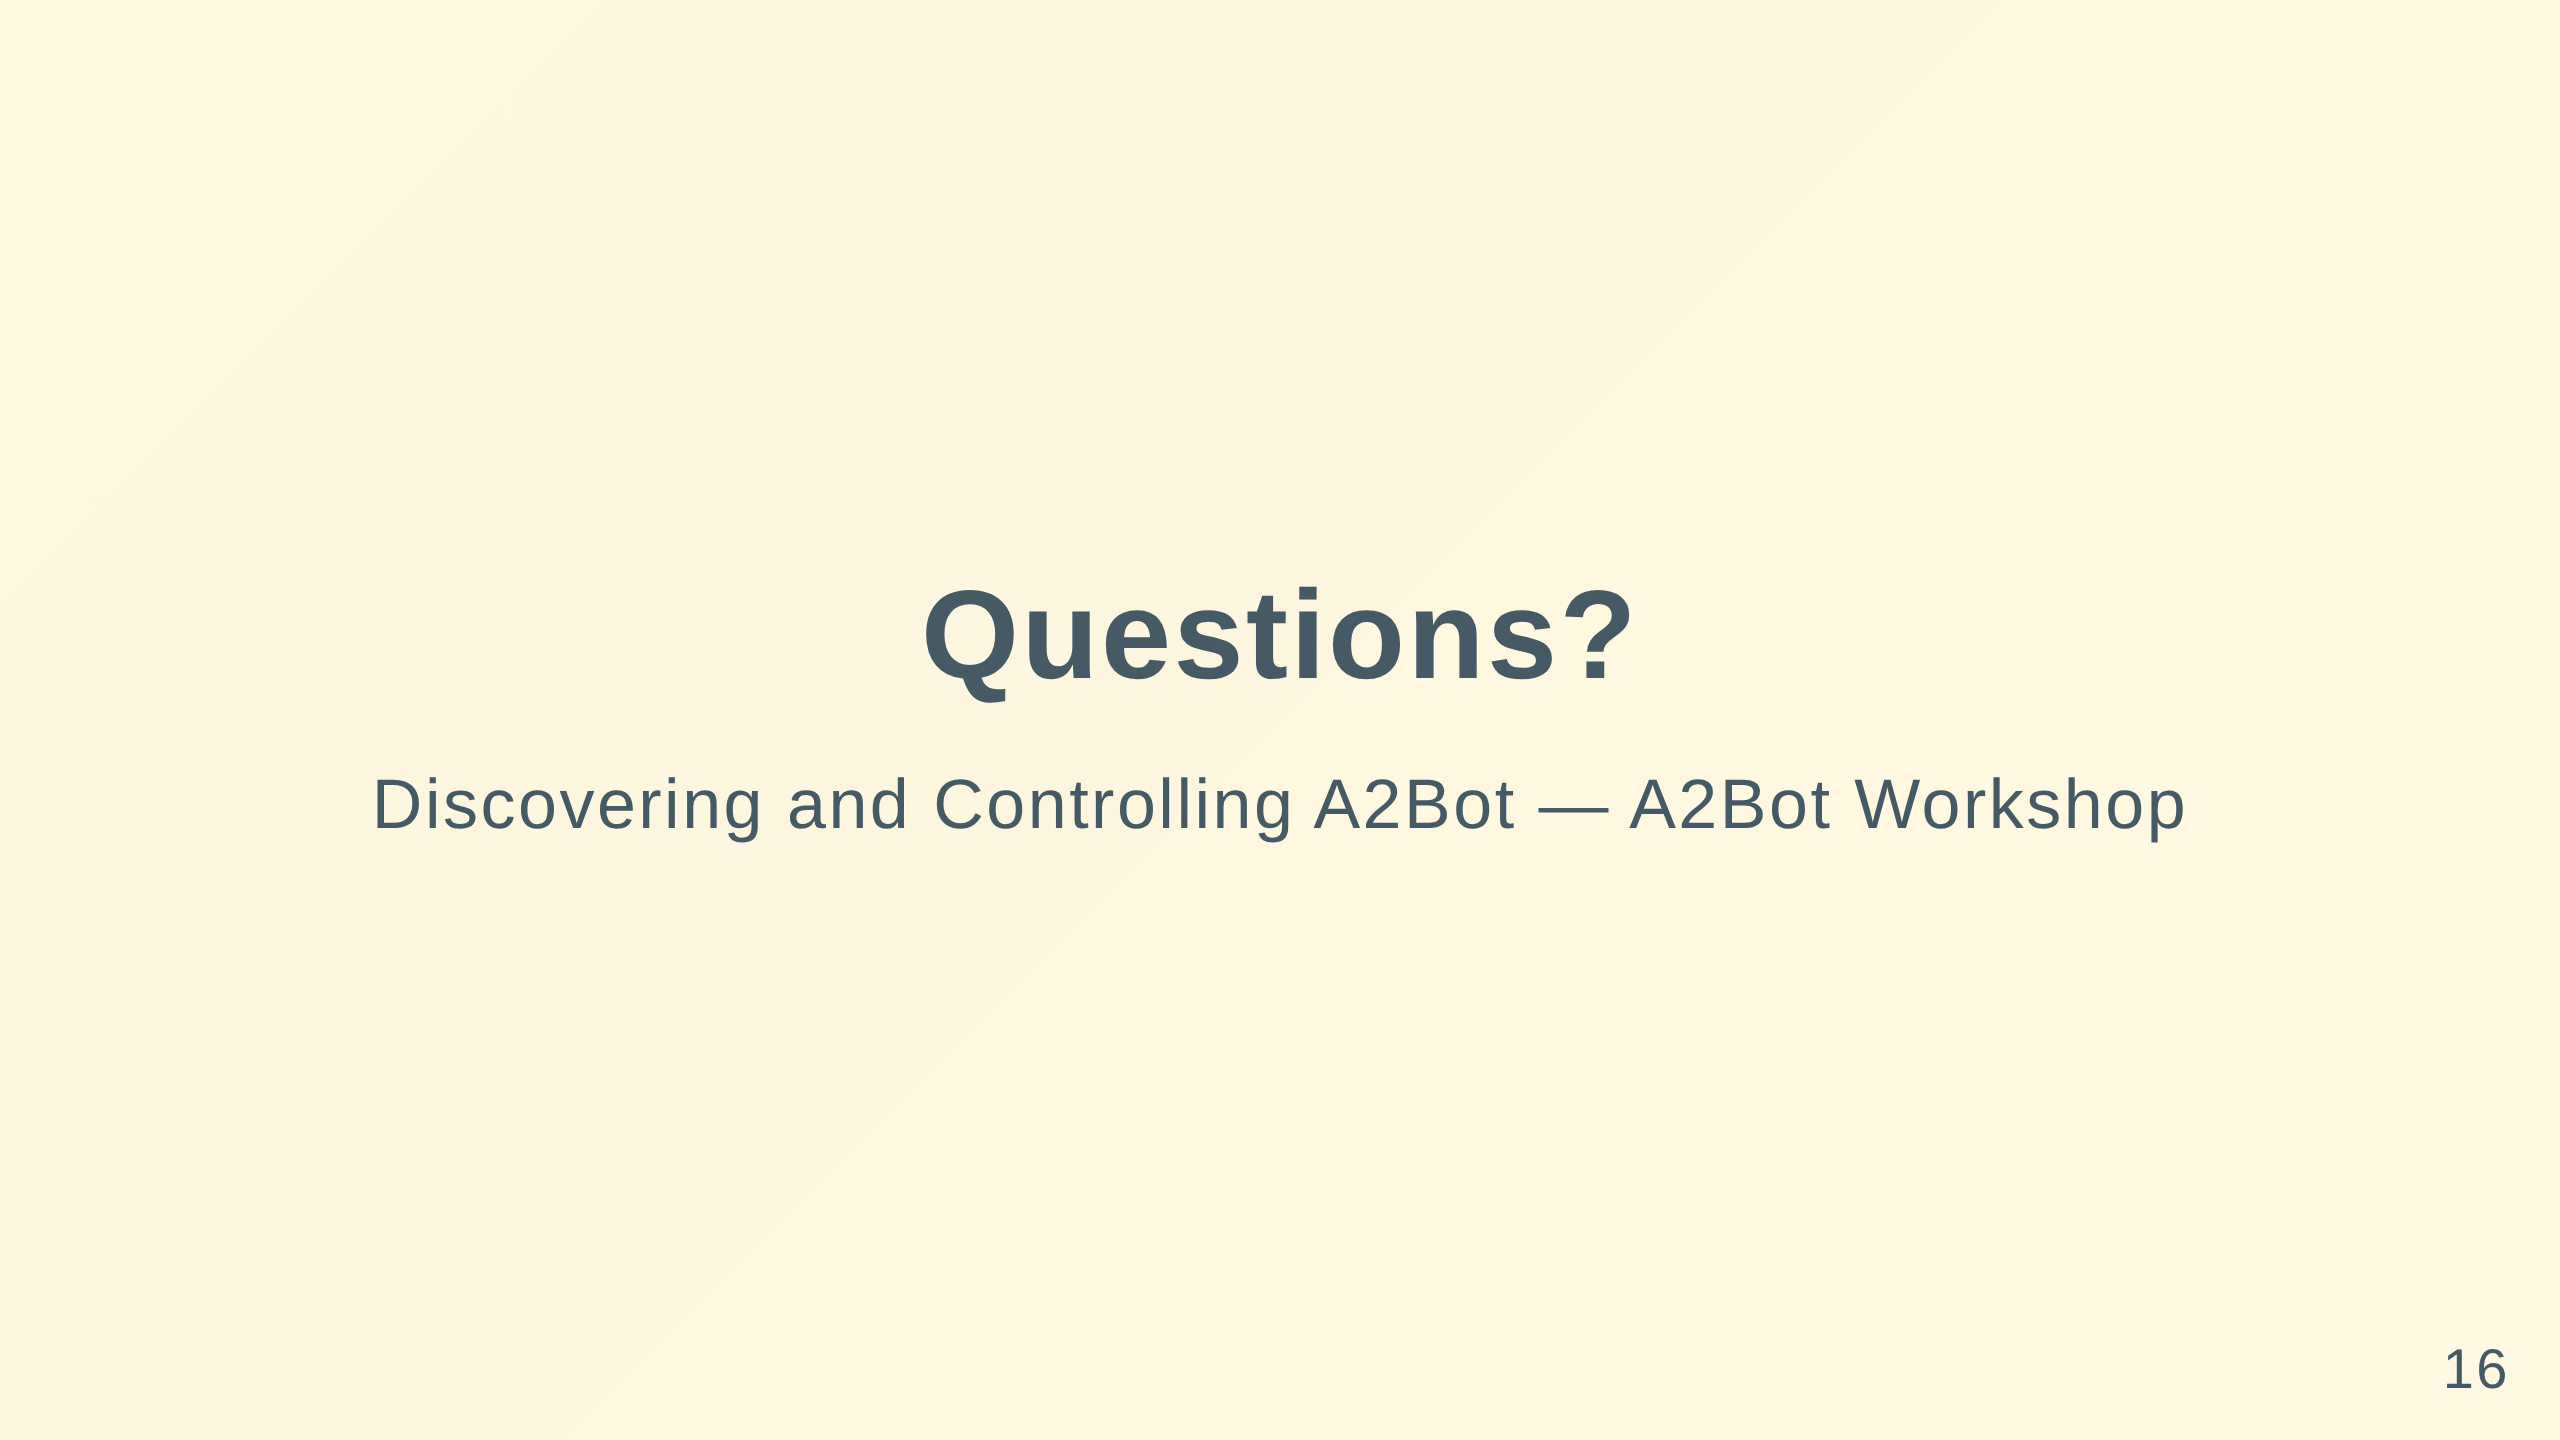 Questions?
Discovering and Controlling A2Bot — A2Bot Workshop
16